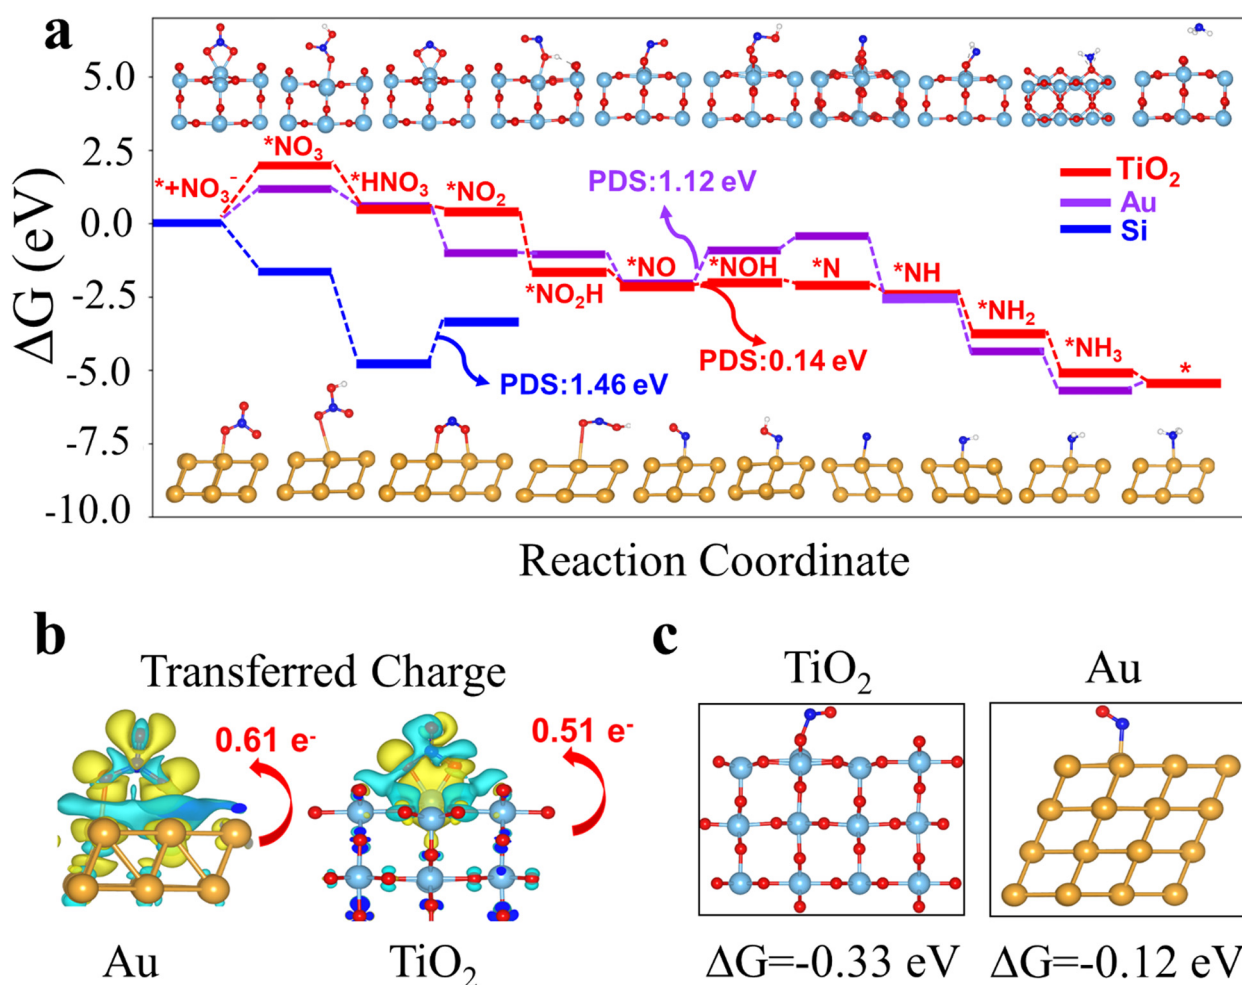 a
ΔG (eV)
5.0
2.5
0.0
-2.5
-5.0
-7.5
-10.0
*+NO₃⁻
*NO₃
*HNO₃
*NO₂
*NO₂H
*NO
*NOH
*N
*NH
*NH₂
*NH₃
*
PDS:1.12 eV
PDS:0.14 eV
PDS:1.46 eV
TiO₂
Au
Si
Reaction Coordinate
b
Transferred Charge
0.61 e⁻
0.51 e⁻
Au
TiO₂
c
TiO₂
Au
ΔG=-0.33 eV
ΔG=-0.12 eV